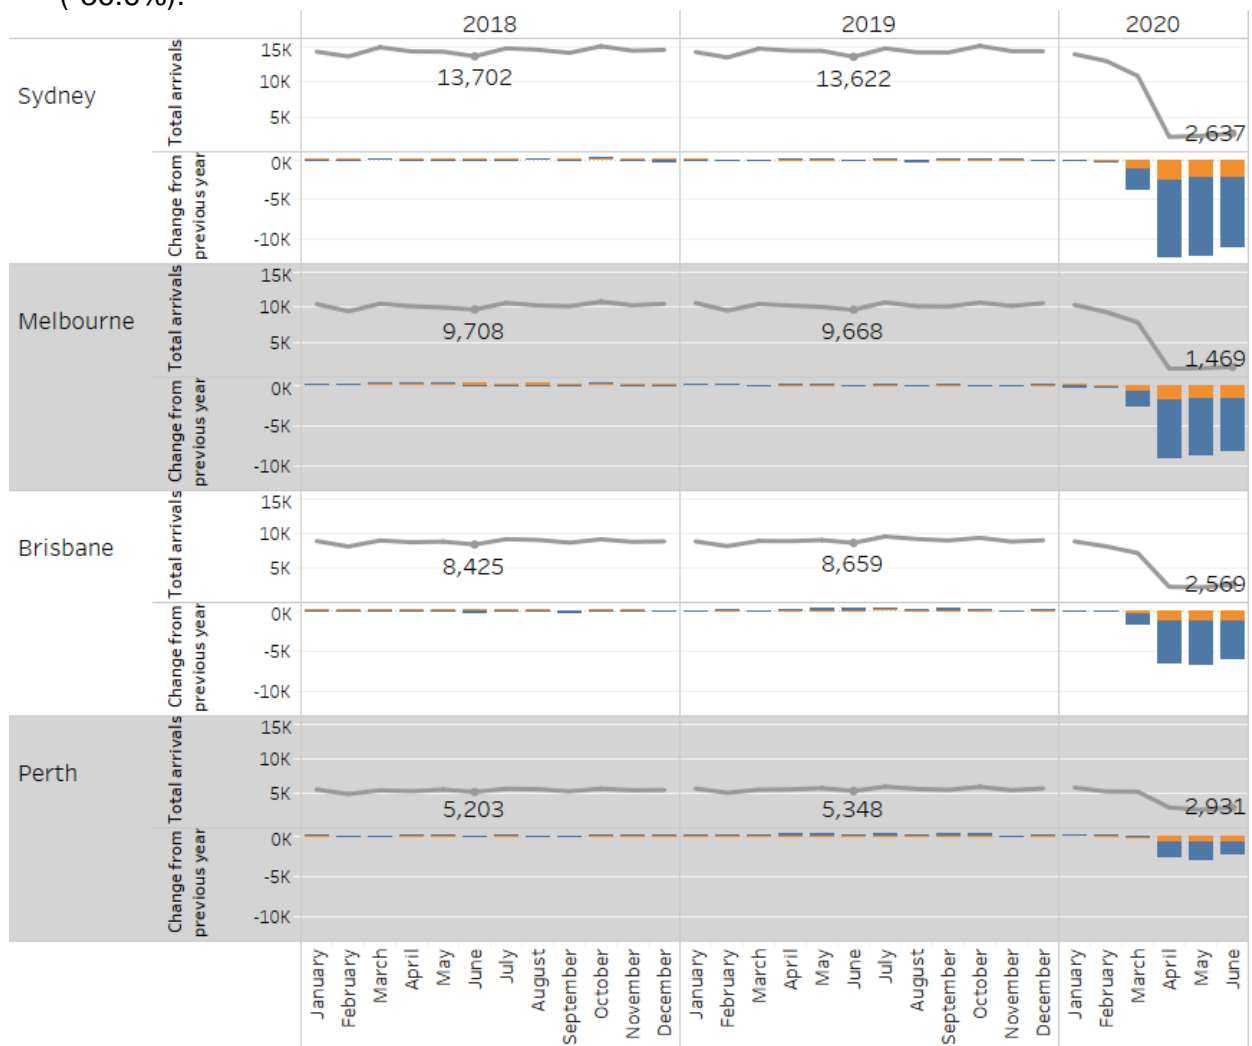 2018 2019 2020
Sydney
Total arrivals
15K
10K
5K
13,702 13,622 2,637
Change from
previous year
0K
-5K
-10K
Melbourne
Total arrivals
15K
10K
5K
9,708 9,668 1,469
Change from
previous year
0K
-5K
-10K
Brisbane
Total arrivals
15K
10K
5K
8,425 8,659 2,569
Change from
previous year
0K
-5K
-10K
Perth
Total arrivals
15K
10K
5K
5,203 5,348 2,931
Change from
previous year
0K
-5K
-10K
January February March April May June July August September October November December January February March April May June July August September October November December January February March April May June